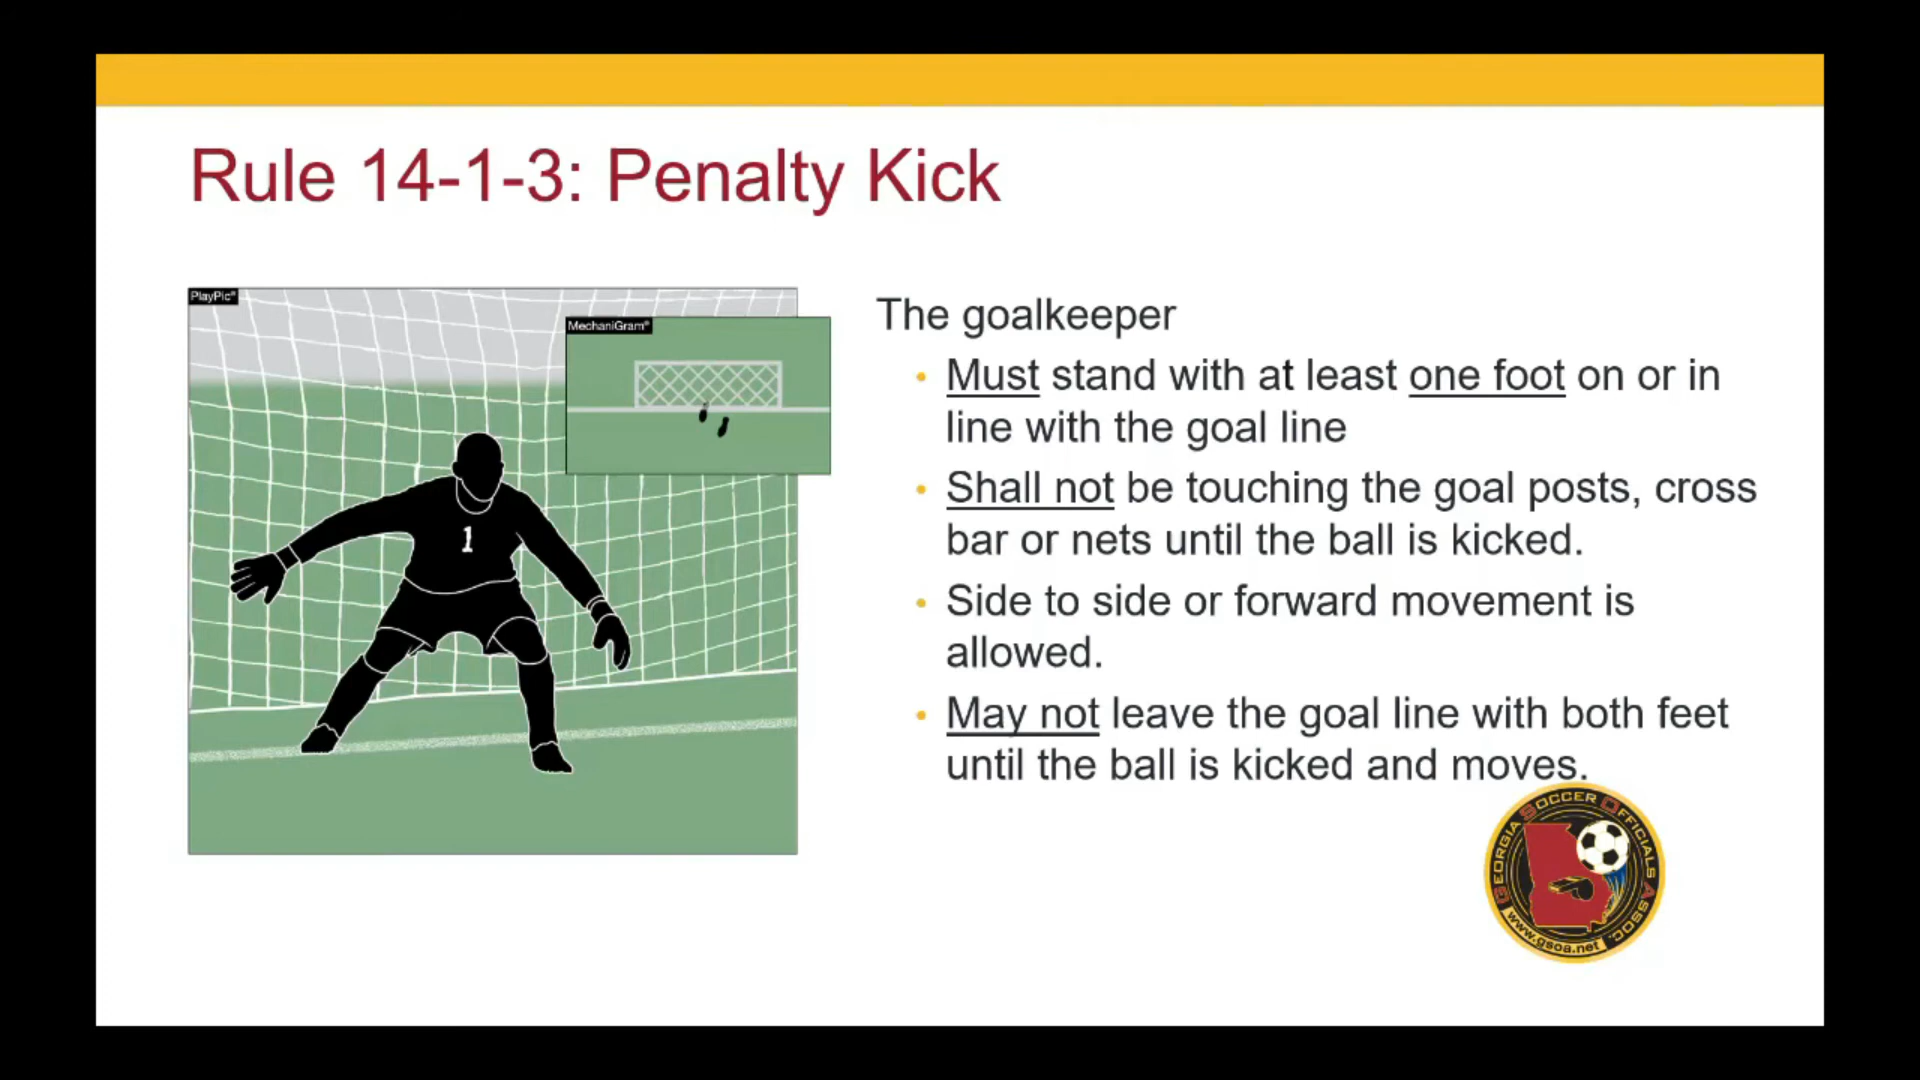 Rule 14-1-3: Penalty Kick
PlayPic®
MechaniGram®
1
The goalkeeper
• Must stand with at least one foot on or in
line with the goal line
• Shall not be touching the goal posts, cross
bar or nets until the ball is kicked.
• Side to side or forward movement is
allowed.
• May not leave the goal line with both feet
until the ball is kicked and moves.
GEORGIA SOCCER OFFICIALS ASSOC.
www.gsoa.net